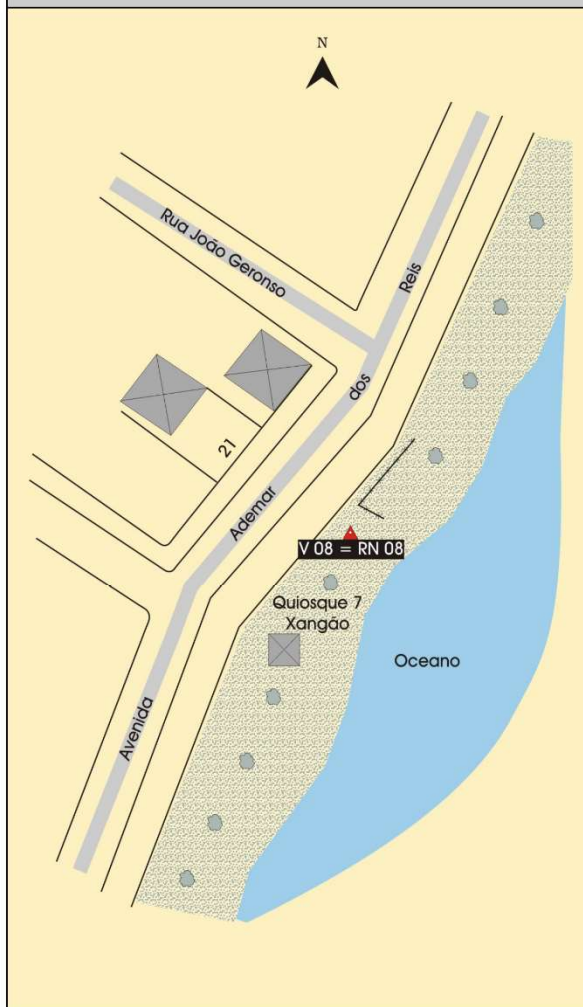 N
Rua João Geronso
Reis
dos
21
Ademar
V 08 = RN 08
Quiosque 7
Xangão
Oceano
Avenida